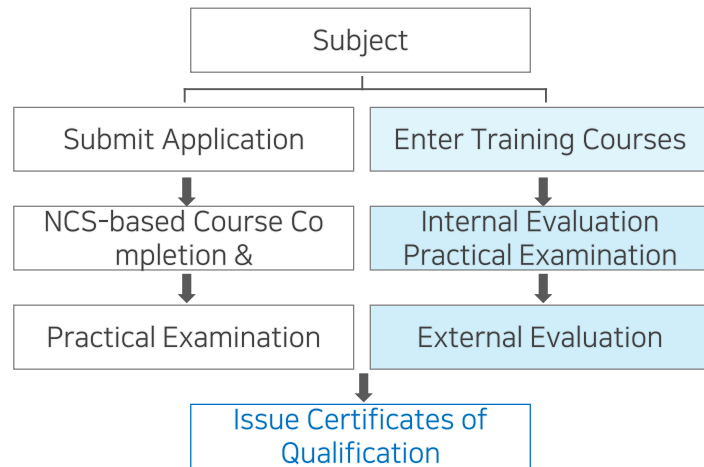 Subject
Submit Application
Enter Training Courses
NCS-based Course Co
mpletion &
Internal Evaluation
Practical Examination
Practical Examination
External Evaluation
Issue Certificates of
Qualification